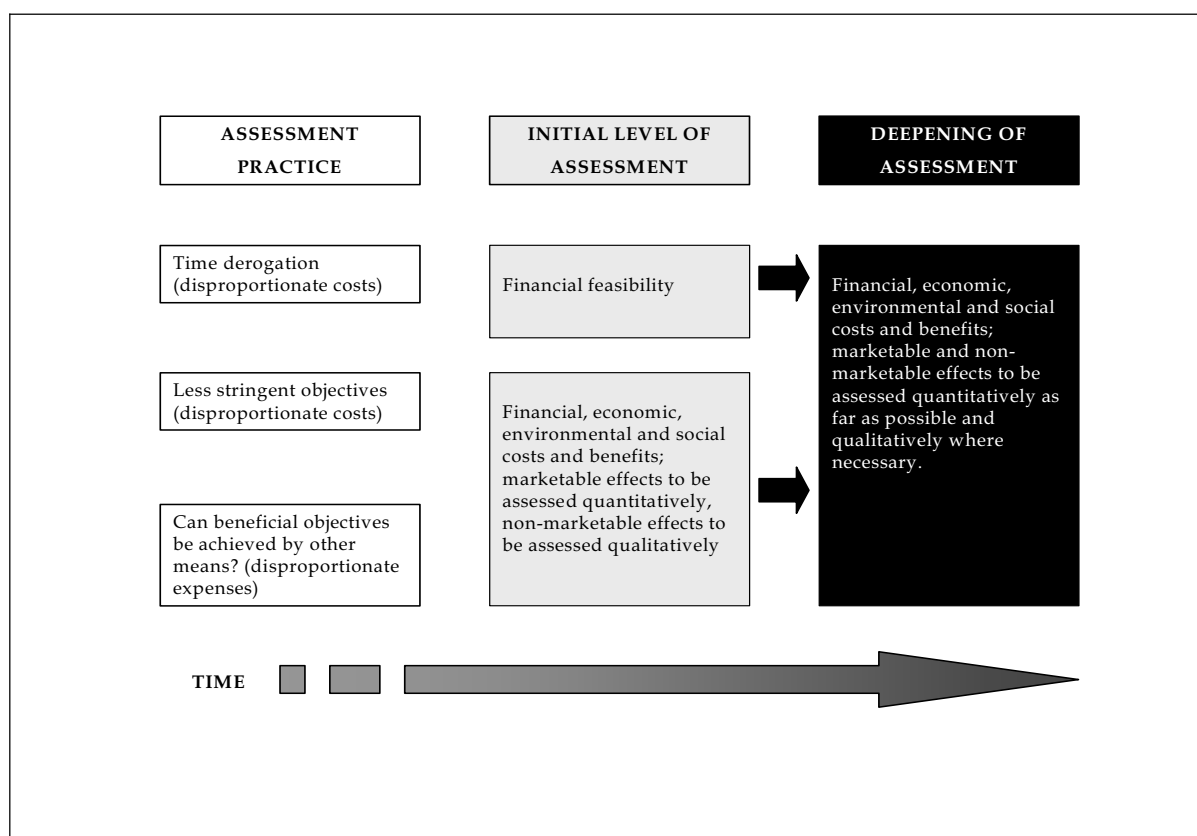 ASSESSMENT
PRACTICE
INITIAL LEVEL OF
ASSESSMENT
DEEPENING OF
ASSESSMENT
Time derogation
(disproportionate costs)
Financial feasibility
Financial, economic,
environmental and social
costs and benefits;
marketable and non-
marketable effects to be
assessed quantitatively as
far as possible and
qualitatively where
necessary.
Less stringent objectives
(disproportionate costs)
Financial, economic,
environmental and social
costs and benefits;
marketable effects to be
assessed quantitatively,
non-marketable effects to
be assessed qualitatively
Can beneficial objectives
be achieved by other
means? (disproportionate
expenses)
TIME